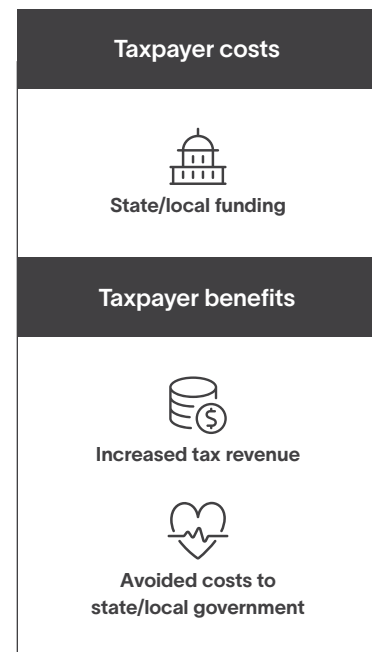 Taxpayer costs
State/local funding
Taxpayer benefits
$
Increased tax revenue
Avoided costs to
state/local government